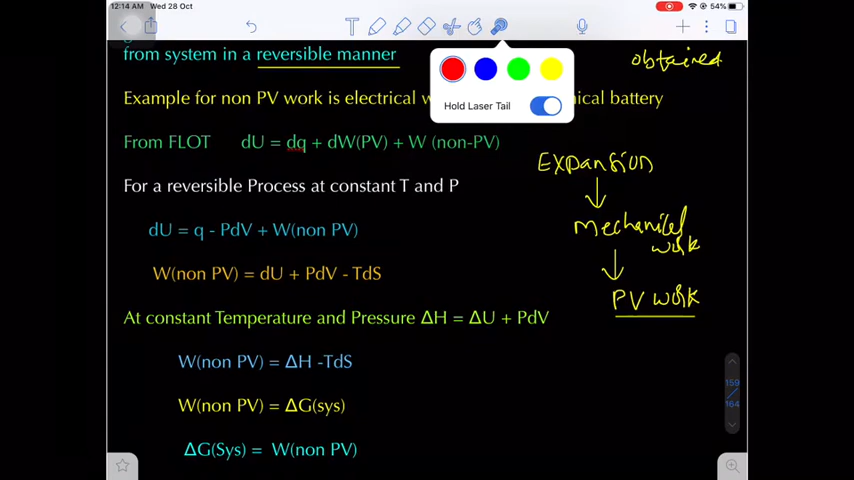 12:14 AM Wed 28 Oct
54%
from system in a reversible manner
obtained
Hold Laser Tail
Example for non PV work is electrical w ical battery
From FLOT dU = dq + dW(PV) + W (non-PV)
Expansion
For a reversible Process at constant T and P
Mechanical
work
dU = q - PdV + W(non PV)
W(non PV) = dU + PdV - TdS
PV work
At constant Temperature and Pressure ΔH = ΔU + PdV
W(non PV) = ΔH -TdS
W(non PV) = ΔG(sys)
ΔG(Sys) = W(non PV)
159
164